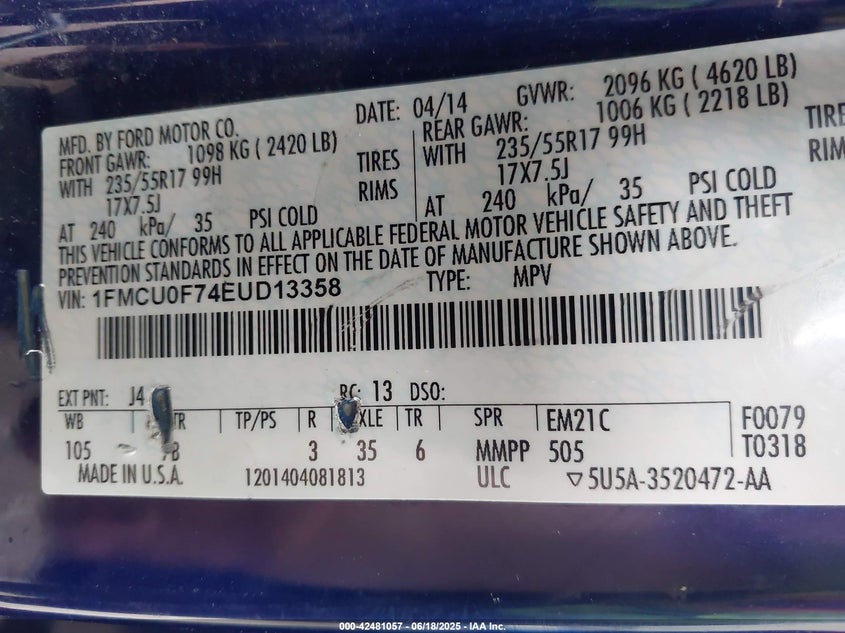 MFD. BY FORD MOTOR CO. DATE: 04/14 GVWR: 2096 KG ( 4620 LB)
FRONT GAWR: 1098 KG ( 2420 LB) REAR GAWR: 1006 KG ( 2218 LB)
WITH 235/55R17 99H TIRES WITH 235/55R17 99H TIRES
17X7.5J RIMS 17X7.5J RIMS
AT 240 kPa/ 35 PSI COLD AT 240 kPa/ 35 PSI COLD
THIS VEHICLE CONFORMS TO ALL APPLICABLE FEDERAL MOTOR VEHICLE SAFETY AND THEFT
PREVENTION STANDARDS IN EFFECT ON THE DATE OF MANUFACTURE SHOWN ABOVE.
VIN: 1FMCU0F74EUD13358 TYPE: MPV
EXT PNT: J4 RC: 13 DSO:
WB TR TP/PS R XLE TR SPR EM21C F0079
105 B 3 35 6 MMPP 505 T0318
MADE IN U.S.A. 1201404081813 ULC ▽5U5A-3520472-AA
000-42481057 - 06/18/2025 - IAA Inc.